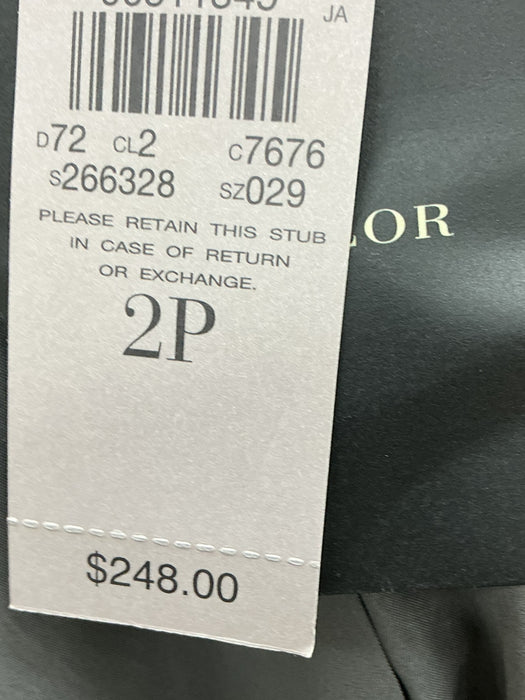 JA
D72 CL2 C7676
S266328 SZ029
PLEASE RETAIN THIS STUB
IN CASE OF RETURN
OR EXCHANGE.
2P
$248.00
LOR